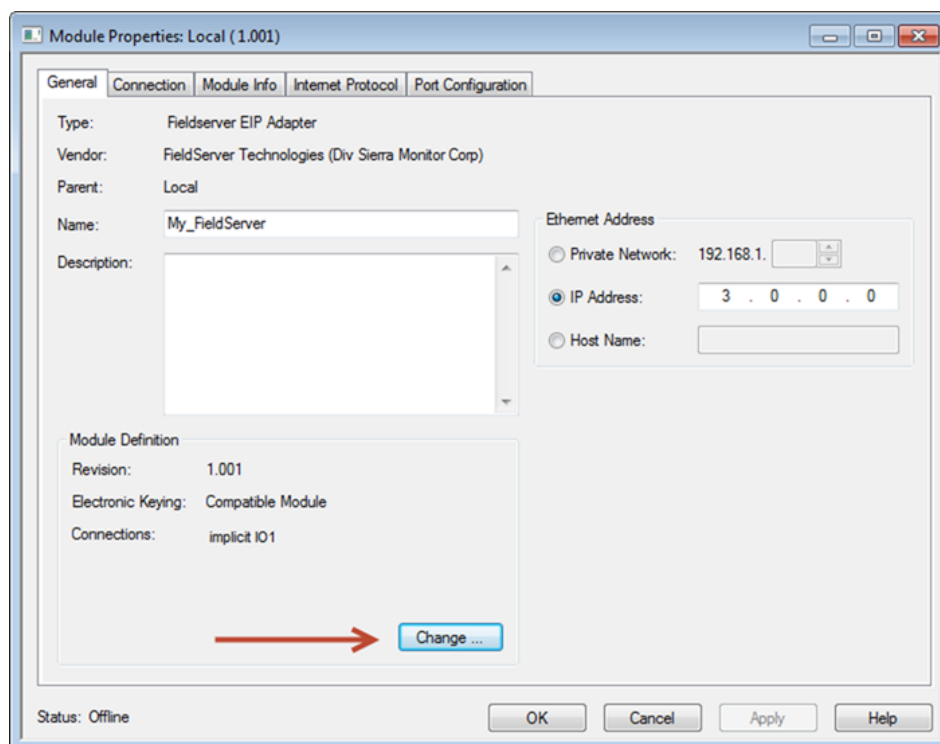 Module Properties: Local (1.001)
General Connection Module Info Internet Protocol Port Configuration
Type: Fieldserver EIP Adapter
Vendor: FieldServer Technologies (Div Sierra Monitor Corp)
Parent: Local
Name: My_FieldServer
Description:
Ethernet Address
Private Network: 192.168.1.
IP Address: 3 . 0 . 0 . 0
Host Name:
Module Definition
Revision: 1.001
Electronic Keying: Compatible Module
Connections: implicit IO1
Change ...
Status: Offline
OK Cancel Apply Help